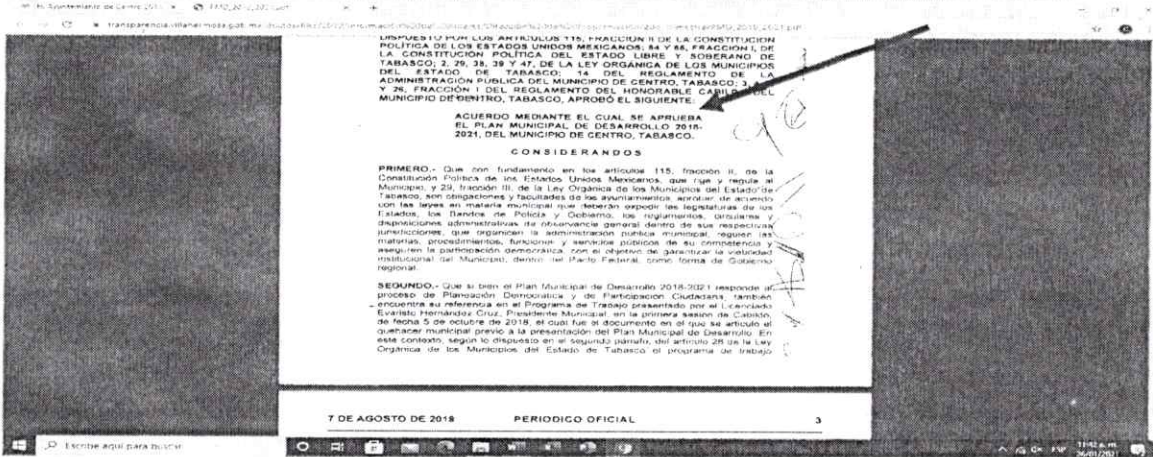 H. Ayuntamiento de Centro
DISPUESTO POR LOS ARTICULOS 115, FRACCIÓN II DE LA CONSTITUCION
POLÍTICA DE LOS ESTADOS UNIDOS MEXICANOS; 64 Y 65, FRACCION I, DE
LA CONSTITUCIÓN POLÍTICA DEL ESTADO LIBRE Y SOBERANO DE
TABASCO; 2, 29, 38, 39 Y 47, DE LA LEY ORGÁNICA DE LOS MUNICIPIOS
DEL ESTADO DE TABASCO; 14 DEL REGLAMENTO DE LA
ADMINISTRACIÓN PÚBLICA DEL MUNICIPIO DE CENTRO, TABASCO; 3
Y 26, FRACCIÓN I DEL REGLAMENTO DEL HONORABLE CABILDO DEL
MUNICIPIO DE CENTRO, TABASCO, APROBÓ EL SIGUIENTE:
ACUERDO MEDIANTE EL CUAL SE APRUEBA
EL PLAN MUNICIPAL DE DESARROLLO 2018-
2021, DEL MUNICIPIO DE CENTRO, TABASCO.
CONSIDERANDOS
PRIMERO.- Que con fundamento en los artículos 115, fracción II, de la
Constitución Política de los Estados Unidos Mexicanos, que rige y regula al
Municipio, y 29, fracción III, de la Ley Orgánica de los Municipios del Estado de
Tabasco, son obligaciones y facultades de los ayuntamientos, aprobar, de acuerdo
con las leyes en materia municipal que deberán expedir las legislaturas de los
Estados, los Bandos de Policía y Gobierno, los reglamentos, circulares y
disposiciones administrativas de observancia general dentro de sus respectivas
jurisdicciones, que organicen la administración pública municipal, regulen las
materias, procedimientos, funciones y servicios públicos de su competencia y
aseguren la participación democrática, con el objetivo de garantizar la viabilidad
institucional del Municipio, dentro del Pacto Federal, como forma de Gobierno
regional.
SEGUNDO.- Que si bien el Plan Municipal de Desarrollo 2018-2021 responde al
proceso de Planeación Democrática y de Participación Ciudadana, también
encuentra su referencia en el Programa de Trabajo presentado por el Licenciado
Evaristo Hernández Cruz, Presidente Municipal, en la primera sesión de Cabildo,
de fecha 5 de octubre de 2018, el cual fue el documento en el que se articuló el
quehacer municipal previo a la presentación del Plan Municipal de Desarrollo. En
este contexto, según lo dispuesto en el segundo párrafo, del artículo 28 de la Ley
Orgánica de los Municipios del Estado de Tabasco el programa de trabajo
7 DE AGOSTO DE 2019 PERIODICO OFICIAL 3
Escribe aquí para buscar
ESP 11:42 a. m.
26/01/2021